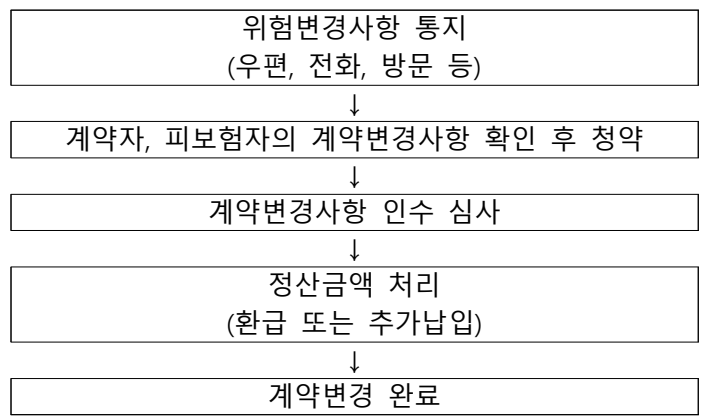 위험변경사항 통지
(우편, 전화, 방문 등)
↓
계약자, 피보험자의 계약변경사항 확인 후 청약
↓
계약변경사항 인수 심사
↓
정산금액 처리
(환급 또는 추가납입)
↓
계약변경 완료